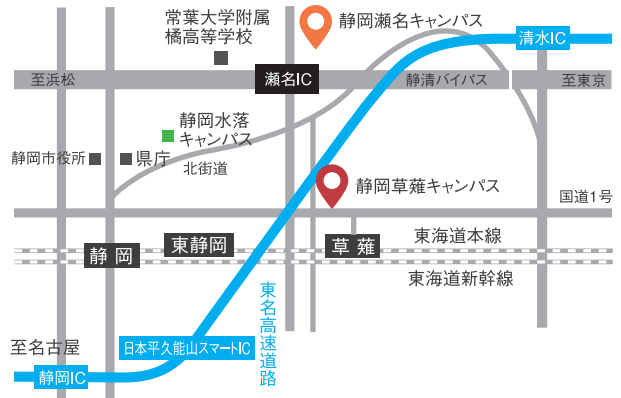 常葉大学附属
橘高等学校
静岡瀬名キャンパス
清水IC
至浜松
瀬名IC
静清バイパス
至東京
静岡水落
キャンパス
静岡市役所
県庁
北街道
静岡草薙キャンパス
国道1号
静岡
東静岡
草薙
東海道本線
東海道新幹線
東名高速道路
日本平久能山スマートIC
至名古屋
静岡IC